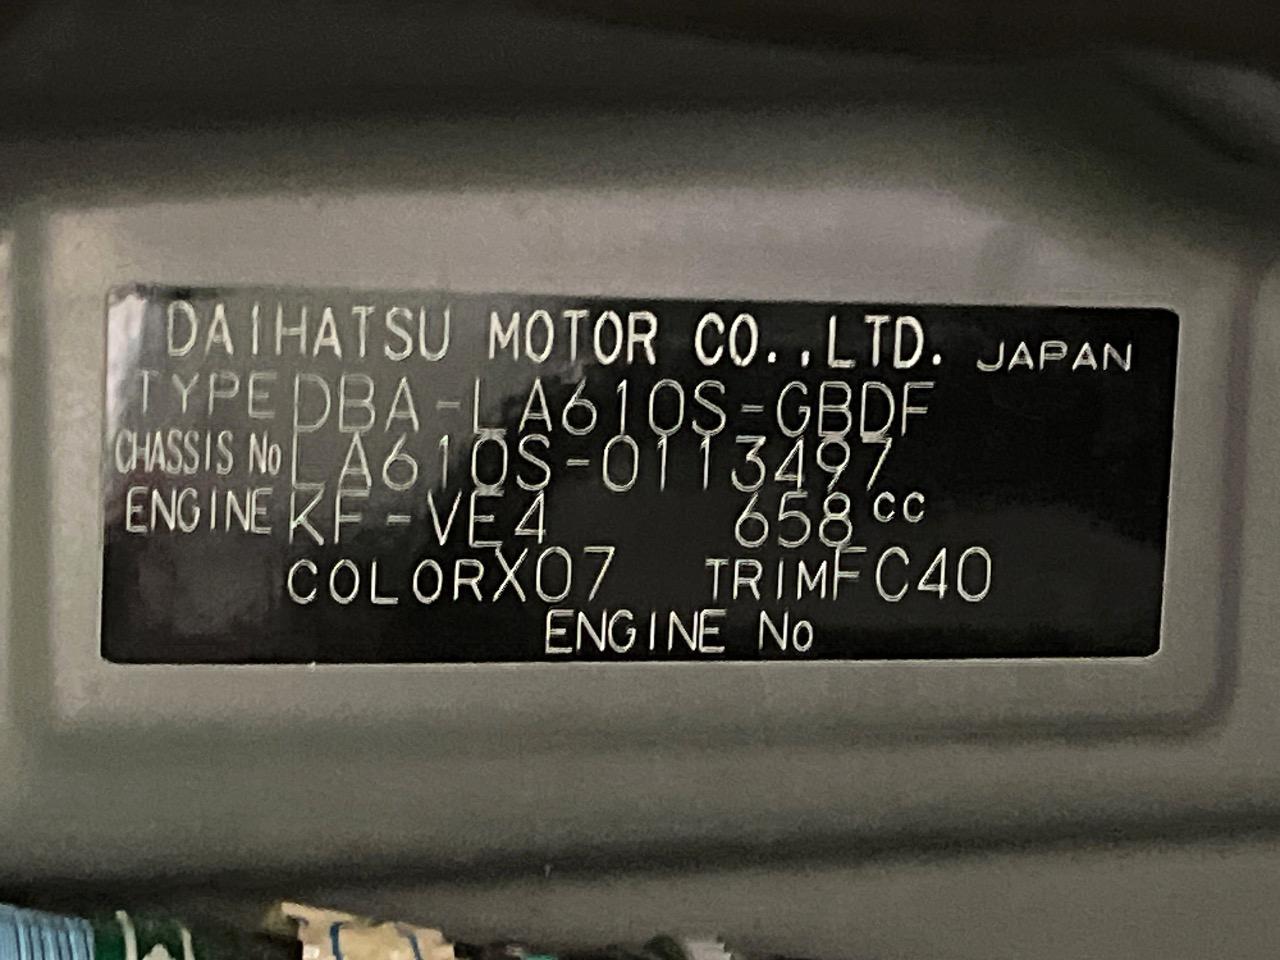 DAIHATSU MOTOR CO.,LTD. JAPAN
TYPE DBA-LA610S-GBDF
CHASSIS No LA610S-0113497
ENGINE KF-VE4 658cc
COLOR X07 TRIM FC40
ENGINE No